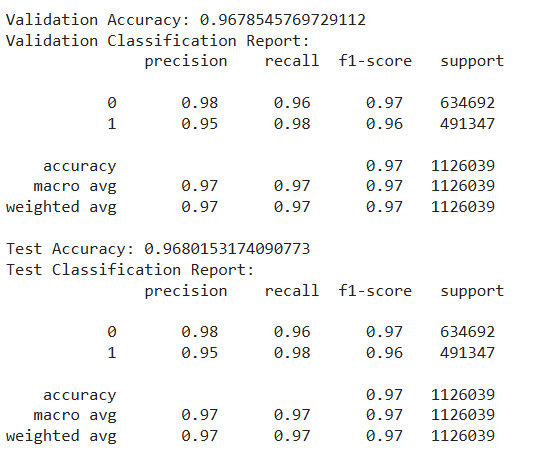 Validation Accuracy: 0.9678545769729112
Validation Classification Report:
precision recall f1-score support
0 0.98 0.96 0.97 634692
1 0.95 0.98 0.96 491347
accuracy 0.97 1126039
macro avg 0.97 0.97 0.97 1126039
weighted avg 0.97 0.97 0.97 1126039
Test Accuracy: 0.9680153174090773
Test Classification Report:
precision recall f1-score support
0 0.98 0.96 0.97 634692
1 0.95 0.98 0.96 491347
accuracy 0.97 1126039
macro avg 0.97 0.97 0.97 1126039
weighted avg 0.97 0.97 0.97 1126039